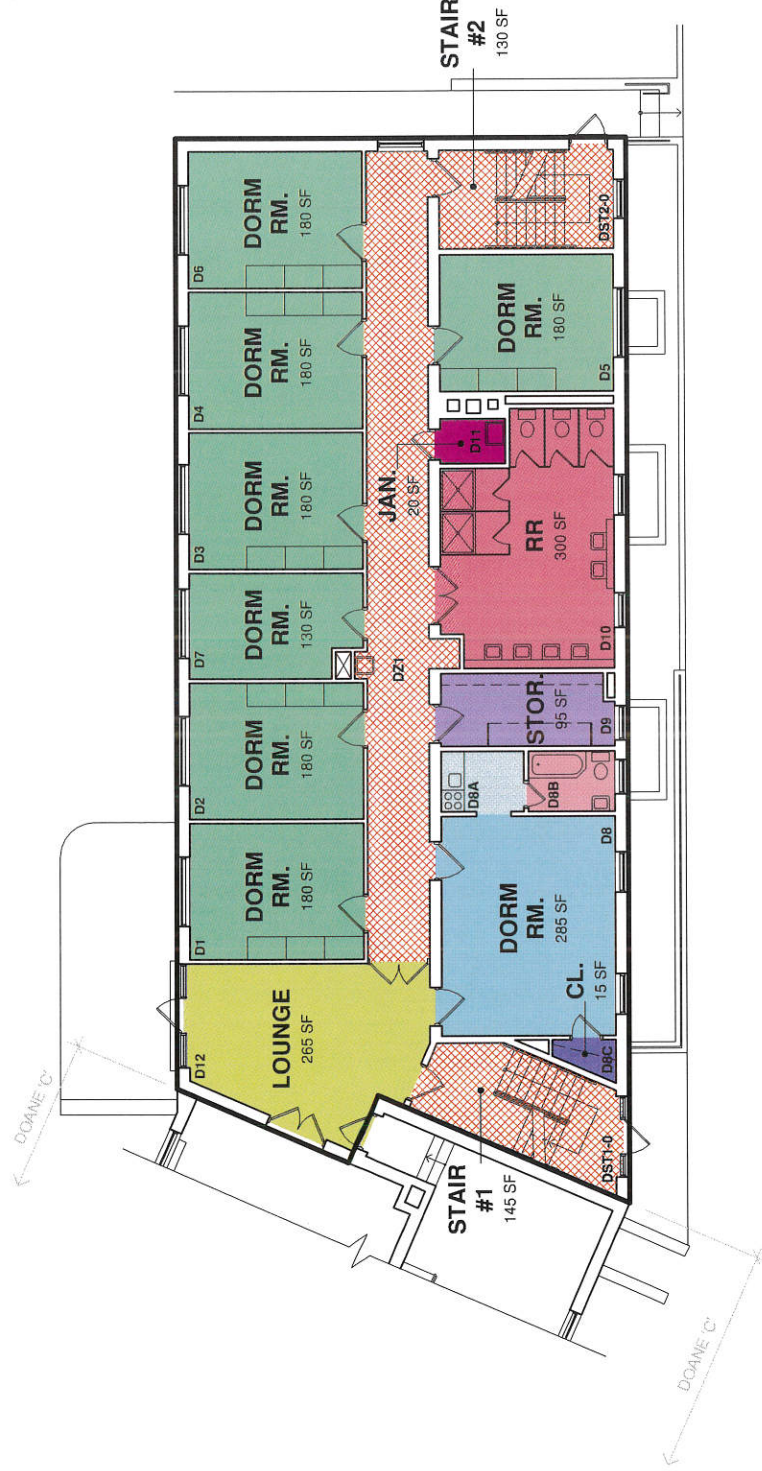 STAIR
#2
130 SF
DORM
RM.
180 SF
D6
DORM
RM.
180 SF
D4
DORM
RM.
180 SF
D3
DORM
RM.
130 SF
D7
DORM
RM.
180 SF
D2
DORM
RM.
180 SF
D1
LOUNGE
265 SF
D12
DZ1
DST2-0
DORM
RM.
180 SF
D5
JAN.
20 SF
D11
RR
300 SF
D10
STOR.
95 SF
D9
D8A
D8B
DORM
RM.
285 SF
D8
CL.
15 SF
D8C
STAIR
#1
145 SF
DST1-0
DOANE 'C'
DOANE 'C'